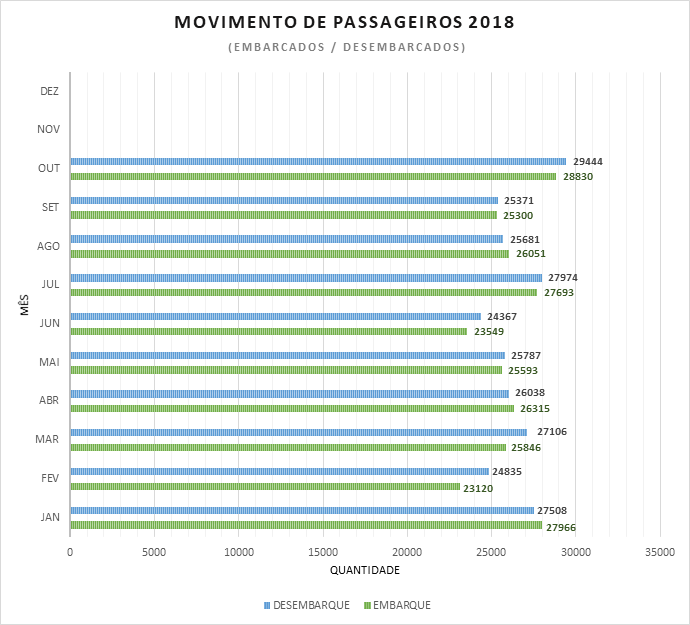 MOVIMENTO DE PASSAGEIROS 2018
(EMBARCADOS / DESEMBARCADOS)
MÊS
DEZ
NOV
OUT 29444
28830
SET 25371
25300
AGO 25681
26051
JUL 27974
27693
JUN 24367
23549
MAI 25787
25593
ABR 26038
26315
MAR 27106
25846
FEV 24835
23120
JAN 27508
27966
0 5000 10000 15000 20000 25000 30000 35000
QUANTIDADE
DESEMBARQUE EMBARQUE